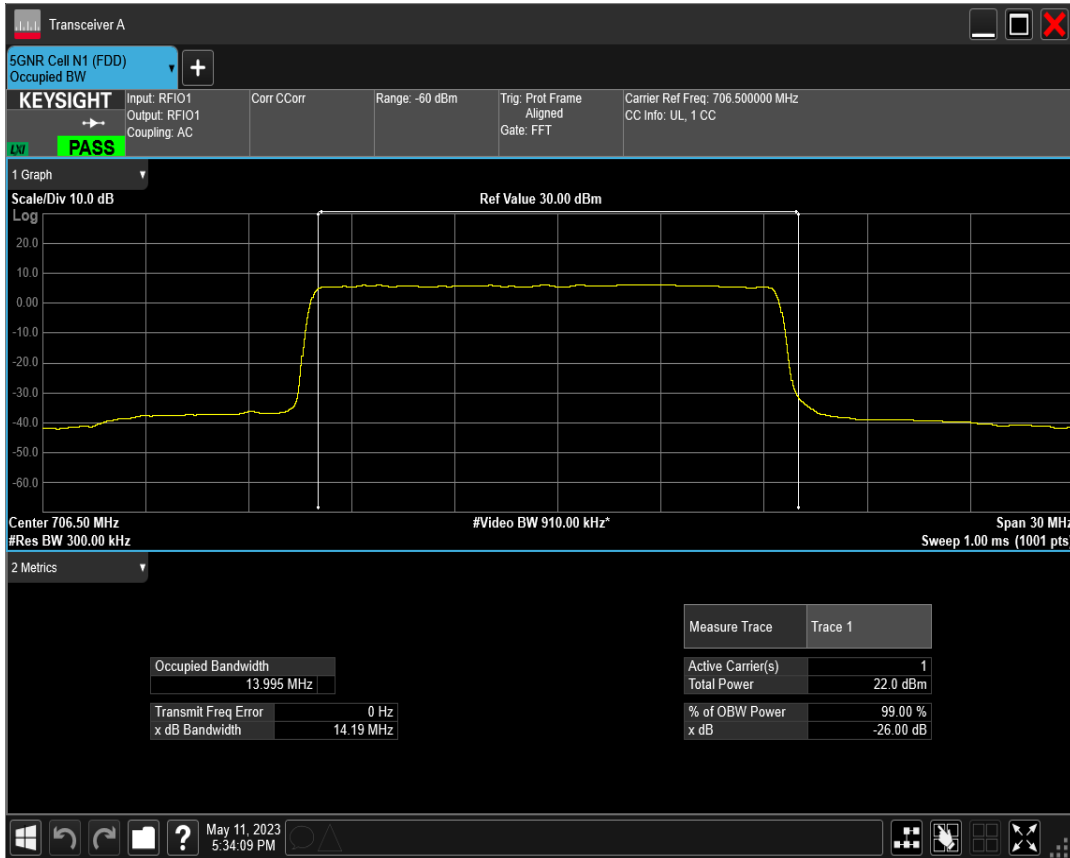 Transceiver A
5GNR Cell N1 (FDD)
Occupied BW
+
KEYSIGHT
LXI
PASS
Input: RFIO1
Output: RFIO1
Coupling: AC
Corr CCorr
Range: -60 dBm
Trig: Prot Frame
Aligned
Gate: FFT
Carrier Ref Freq: 706.500000 MHz
CC Info: UL, 1 CC
1 Graph
Scale/Div 10.0 dB
Ref Value 30.00 dBm
Log
20.0
10.0
0.00
-10.0
-20.0
-30.0
-40.0
-50.0
-60.0
Center 706.50 MHz
#Video BW 910.00 kHz*
Span 30 MHz
#Res BW 300.00 kHz
Sweep 1.00 ms (1001 pts)
2 Metrics
Measure Trace Trace 1
Occupied Bandwidth
13.995 MHz
Active Carrier(s) 1
Total Power 22.0 dBm
Transmit Freq Error 0 Hz
x dB Bandwidth 14.19 MHz
% of OBW Power 99.00 %
x dB -26.00 dB
?
May 11, 2023
5:34:09 PM